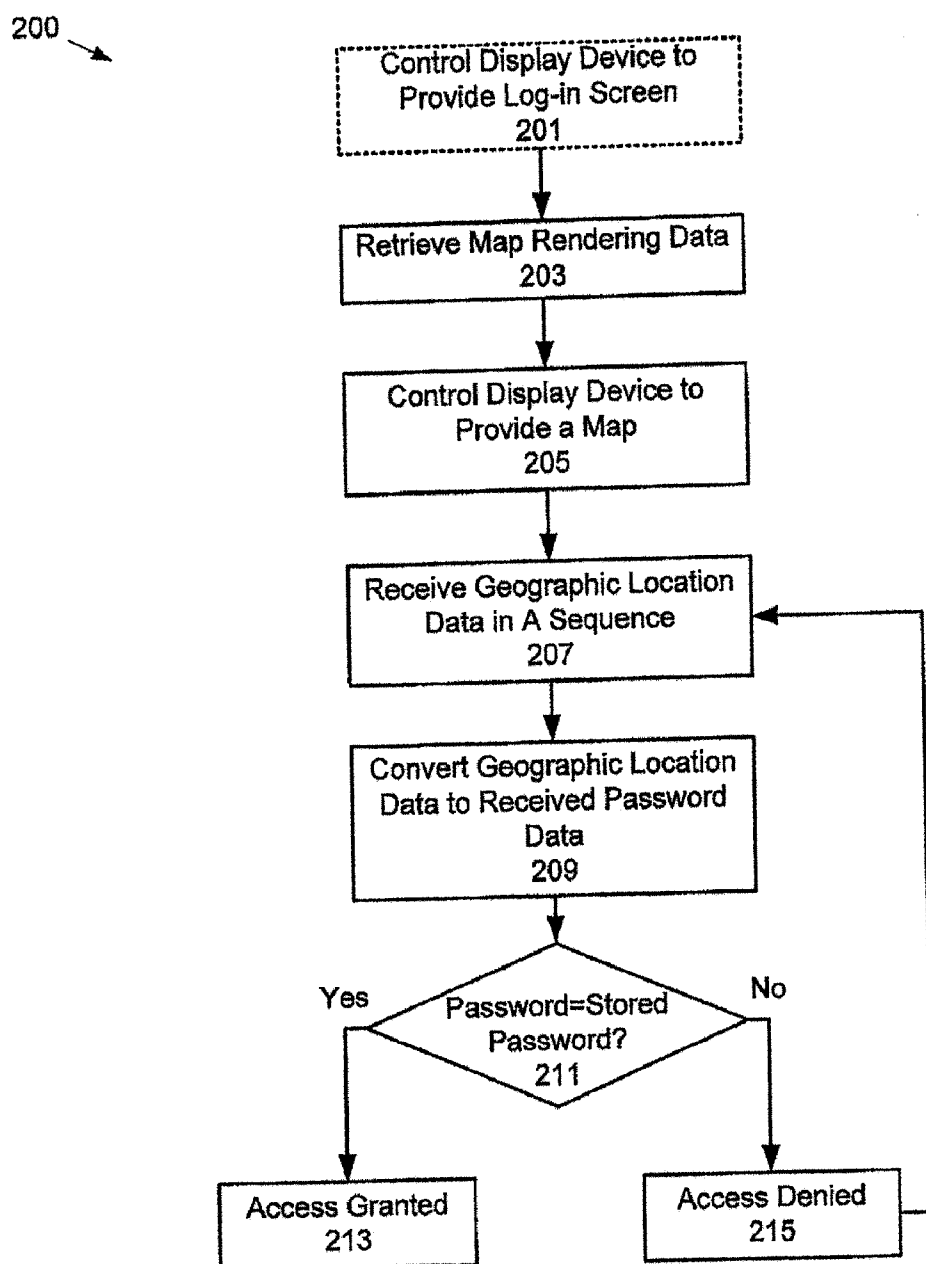 200
Control Display Device to
Provide Log-in Screen
201
Retrieve Map Rendering Data
203
Control Display Device to
Provide a Map
205
Receive Geographic Location
Data in A Sequence
207
Convert Geographic Location
Data to Received Password
Data
209
Yes
No
Password=Stored
Password?
211
Access Granted
213
Access Denied
215